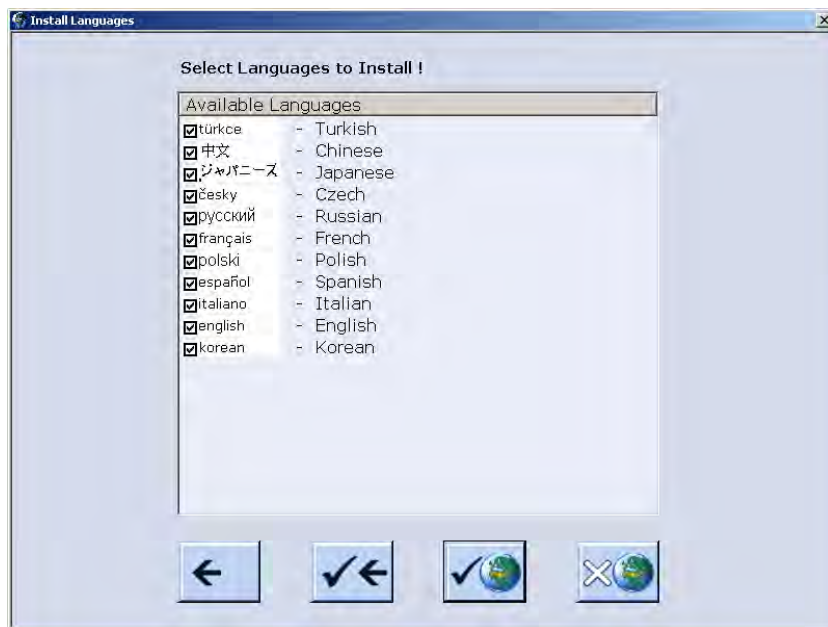 Install Languages
Select Languages to Install !
Available Languages
türkce - Turkish
中文 - Chinese
ジャパニーズ - Japanese
česky - Czech
русский - Russian
français - French
polski - Polish
español - Spanish
italiano - Italian
english - English
korean - Korean